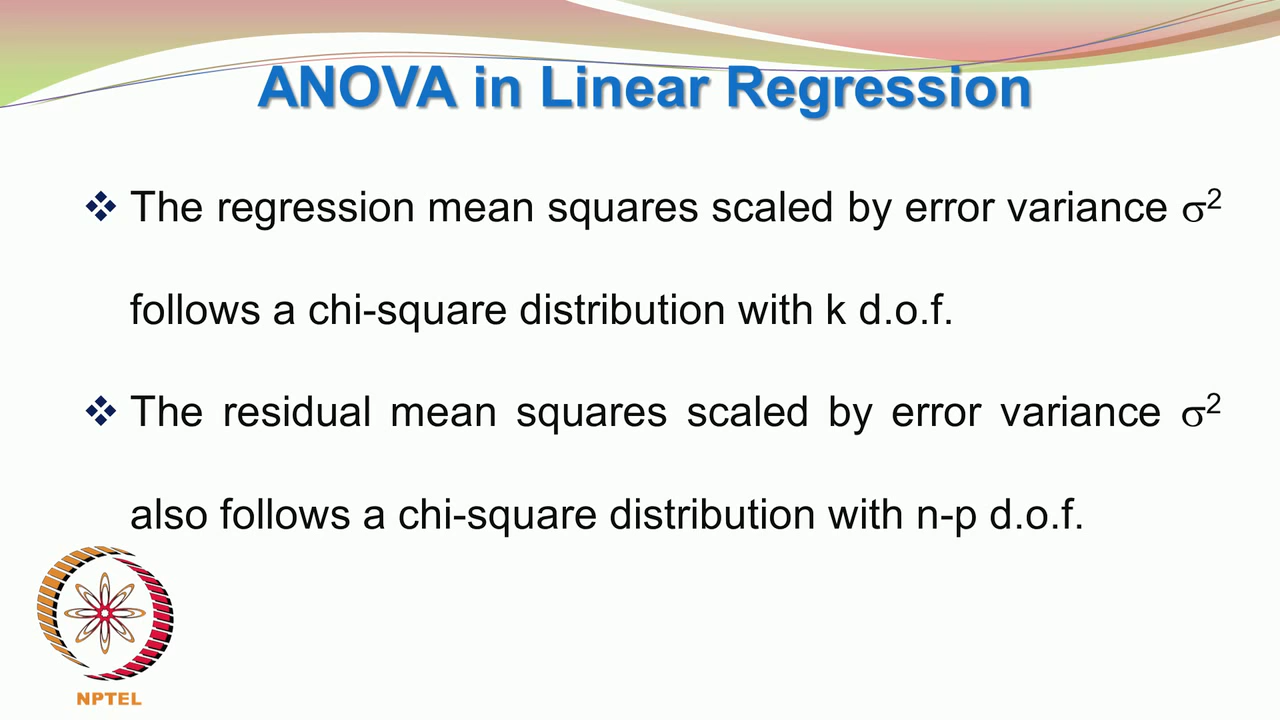 ANOVA in Linear Regression
❖ The regression mean squares scaled by error variance σ²
follows a chi-square distribution with k d.o.f.
❖ The residual mean squares scaled by error variance σ²
also follows a chi-square distribution with n-p d.o.f.
NPTEL